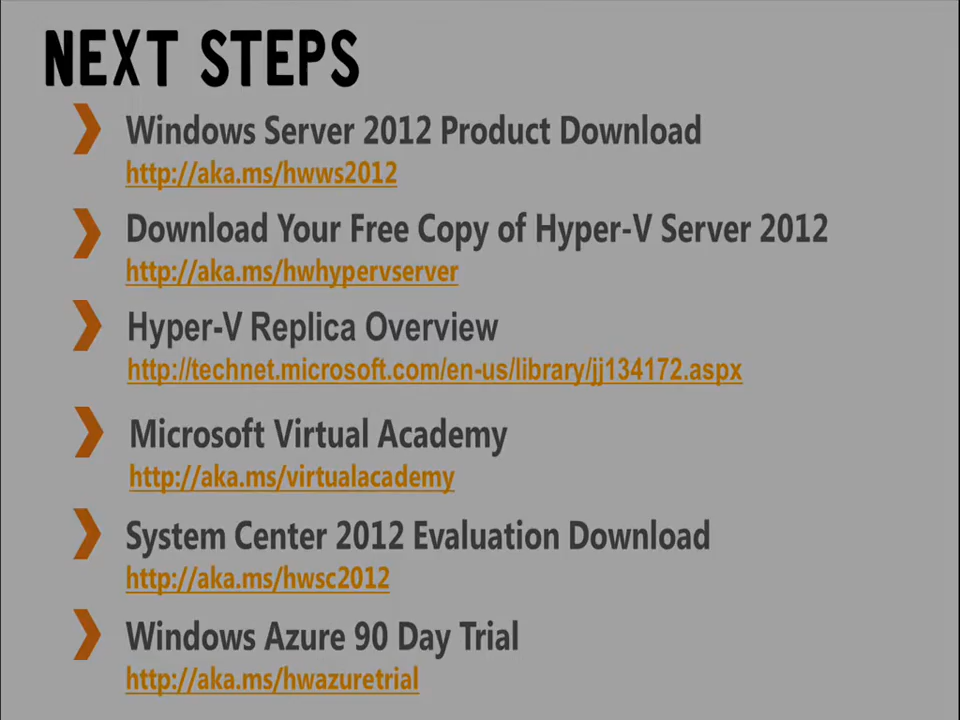 NEXT STEPS
Windows Server 2012 Product Download
http://aka.ms/hwws2012
Download Your Free Copy of Hyper-V Server 2012
http://aka.ms/hwhypervserver
Hyper-V Replica Overview
http://technet.microsoft.com/en-us/library/jj134172.aspx
Microsoft Virtual Academy
http://aka.ms/virtualacademy
System Center 2012 Evaluation Download
http://aka.ms/hwsc2012
Windows Azure 90 Day Trial
http://aka.ms/hwazuretrial